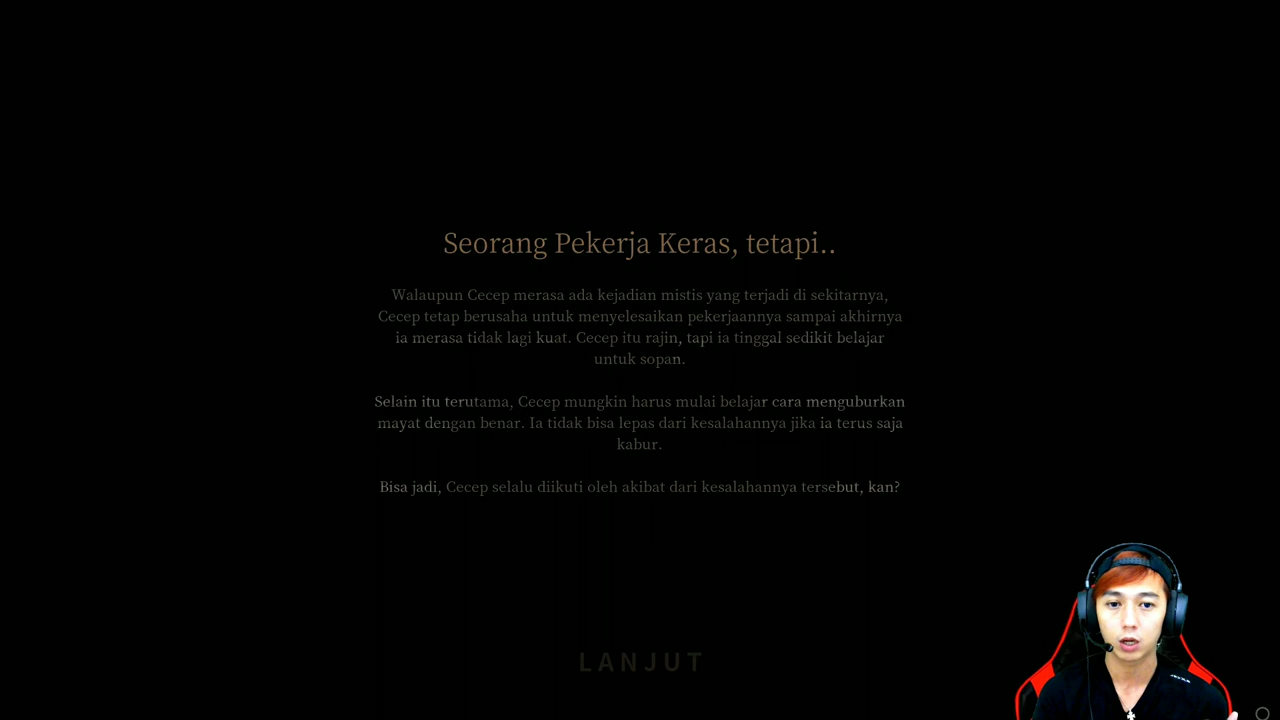 Seorang Pekerja Keras, tetapi..
Walaupun Cecep merasa ada kejadian mistis yang terjadi di sekitarnya,
Cecep tetap berusaha untuk menyelesaikan pekerjaannya sampai akhirnya
ia merasa tidak lagi kuat. Cecep itu rajin, tapi ia tinggal sedikit belajar
untuk sopan.
Selain itu terutama, Cecep mungkin harus mulai belajar cara menguburkan
mayat dengan benar. Ia tidak bisa lepas dari kesalahannya jika ia terus saja
kabur.
Bisa jadi, Cecep selalu diikuti oleh akibat dari kesalahannya tersebut, kan?
LANJUT